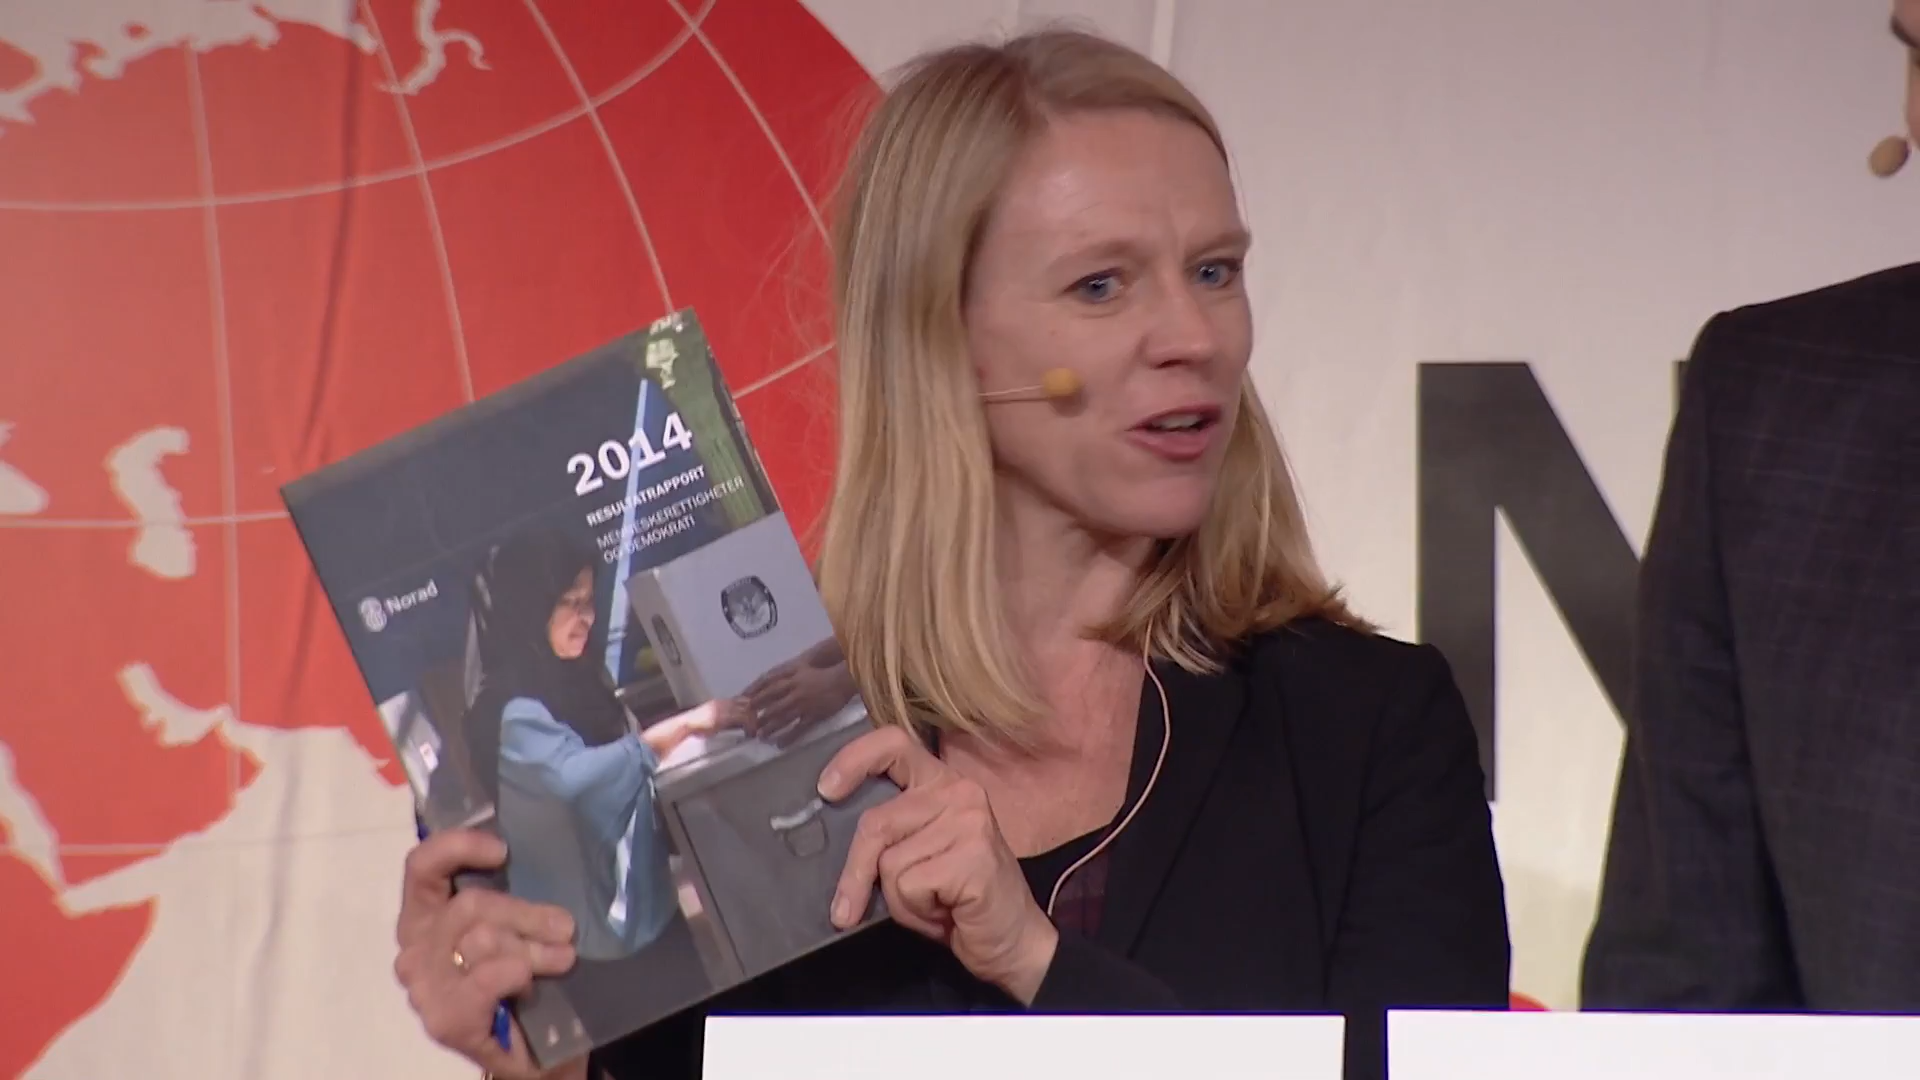 2014
RESULTATRAPPORT
MENNESKERETTIGHETER
OG DEMOKRATI
Norad
N